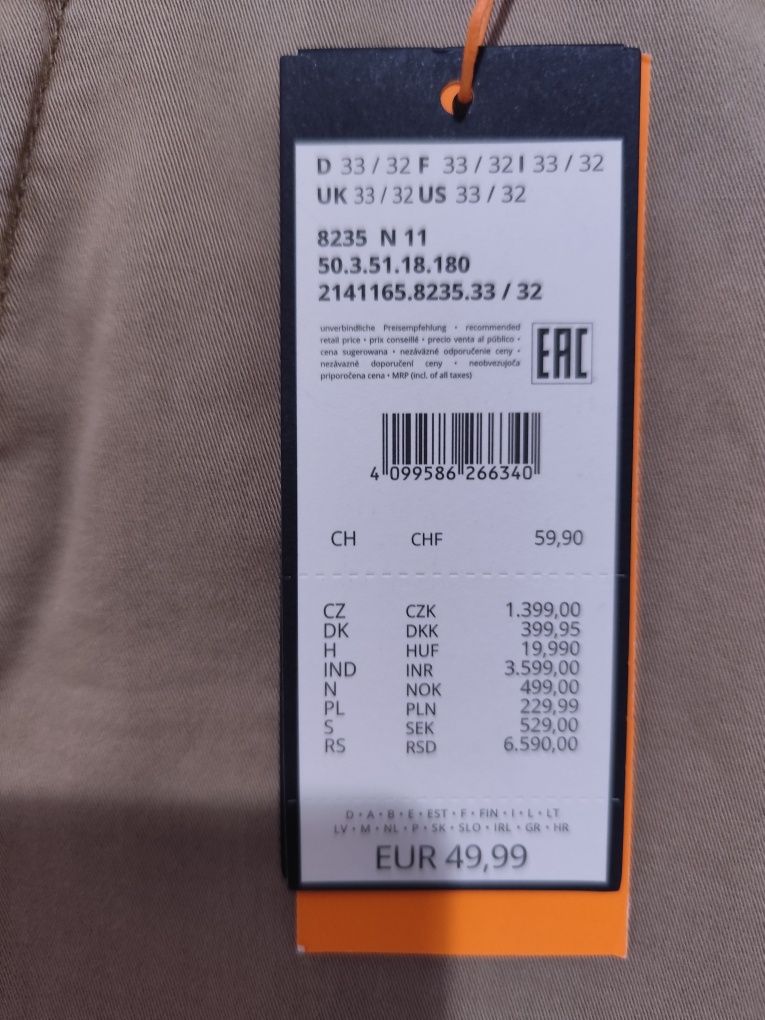 D 33 / 32 F 33 / 32 I 33 / 32
UK 33 / 32 US 33 / 32
8235 N 11
50.3.51.18.180
2141165.8235.33 / 32
unverbindliche Preisempfehlung • recommended
retail price • prix conseillé • precio venta al público •
cena sugerowana • nezáväzné odporučenie ceny •
nezávazné doporučení ceny • neobvezujoča
priporočena cena • MRP (incl. of all taxes)
EAC
4 099586 266340
CH CHF 59,90
CZ CZK 1.399,00
DK DKK 399,95
H HUF 19,990
IND INR 3.599,00
N NOK 499,00
PL PLN 229,99
S SEK 529,00
RS RSD 6.590,00
D • A • B • E • EST • F • FIN • I • L • LT
LV • M • NL • P • SK • SLO • IRL • GR • HR
EUR 49,99